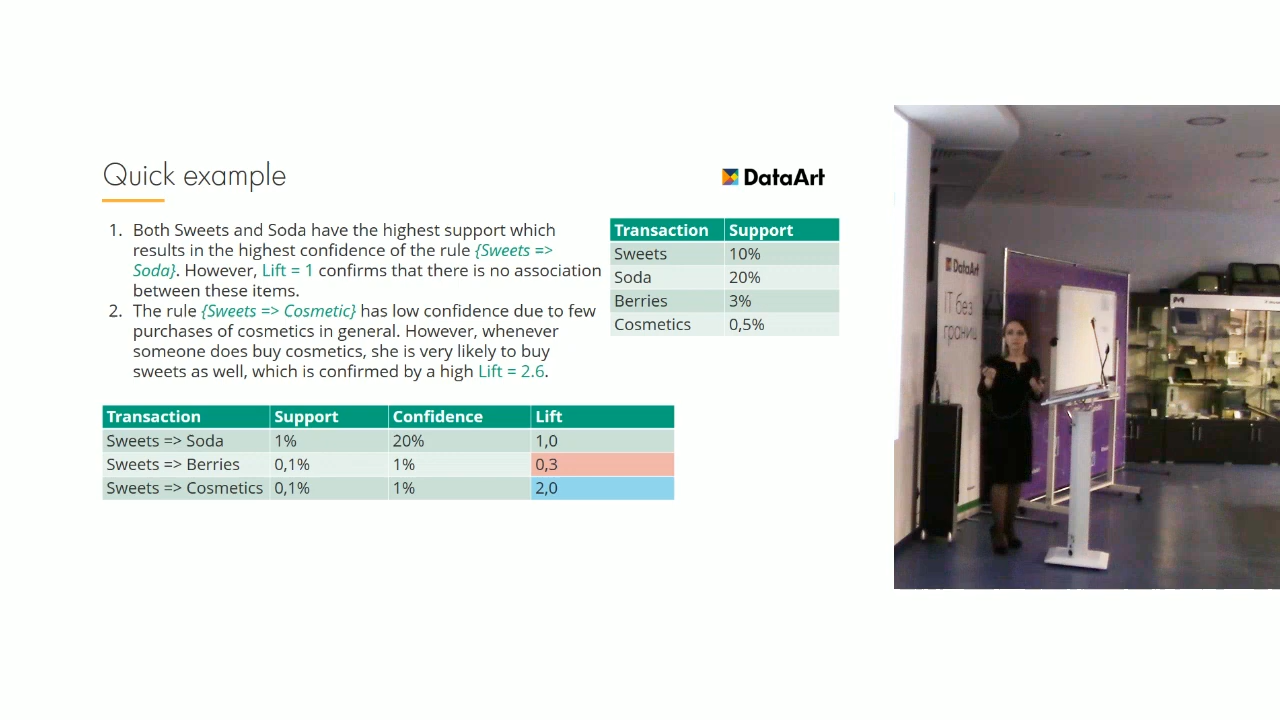 Quick example
DataArt
1. Both Sweets and Soda have the highest support which
results in the highest confidence of the rule {Sweets =>
Soda}. However, Lift = 1 confirms that there is no association
between these items.
2. The rule {Sweets => Cosmetic} has low confidence due to few
purchases of cosmetics in general. However, whenever
someone does buy cosmetics, she is very likely to buy
sweets as well, which is confirmed by a high Lift = 2.6.
Transaction Support
Sweets 10%
Soda 20%
Berries 3%
Cosmetics 0,5%
Transaction Support Confidence Lift
Sweets => Soda 1% 20% 1,0
Sweets => Berries 0,1% 1% 0,3
Sweets => Cosmetics 0,1% 1% 2,0
DataArt
IT без
границ